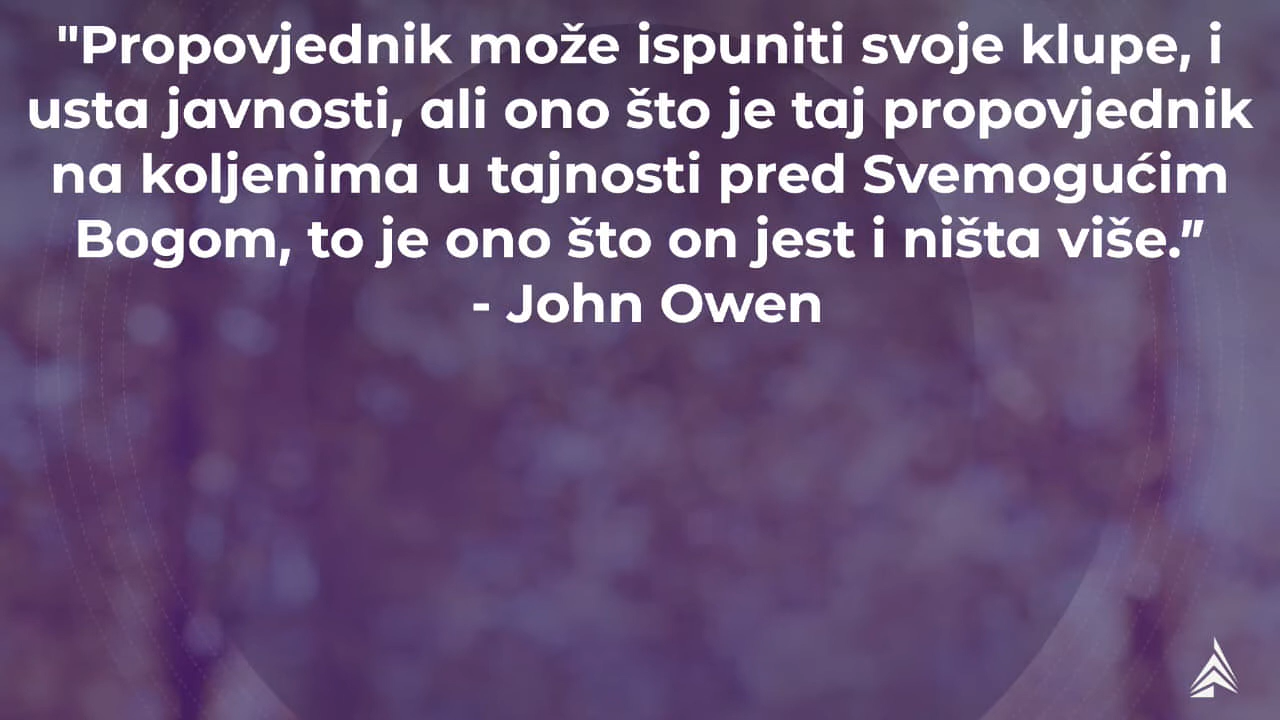 "Propovjednik može ispuniti svoje klupe, i
usta javnosti, ali ono što je taj propovjednik
na koljenima u tajnosti pred Svemogućim
Bogom, to je ono što on jest i ništa više.”
- John Owen